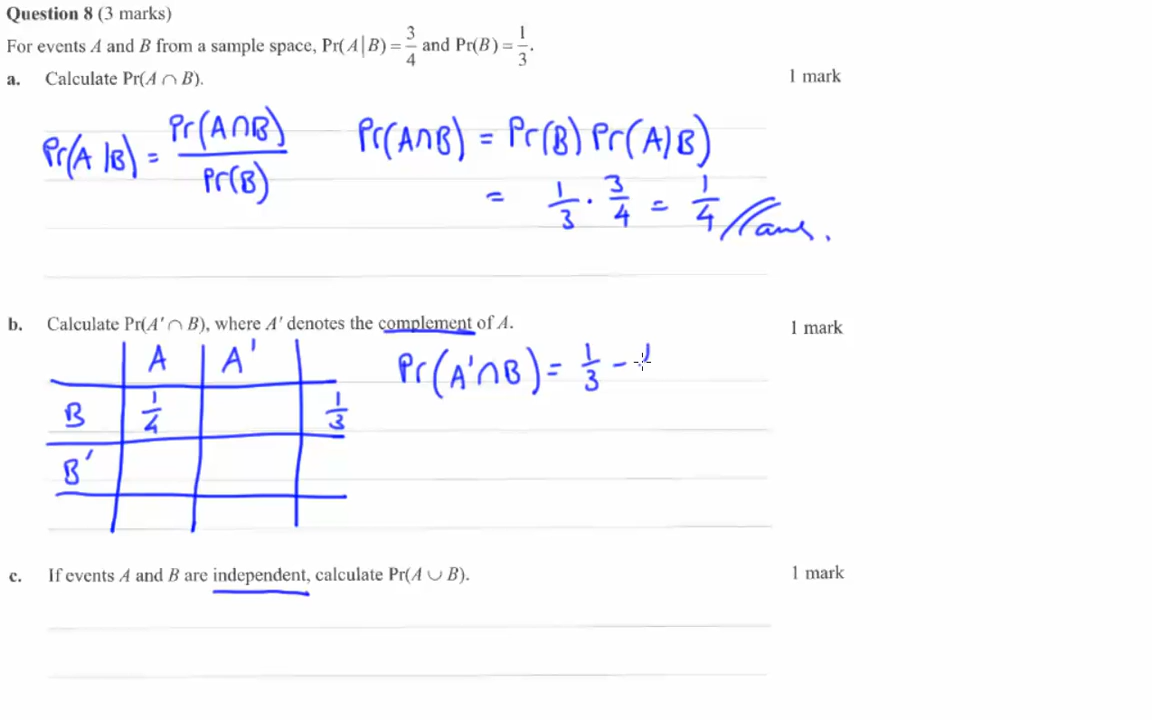 Question 8 (3 marks)
For events A and B from a sample space, Pr(A|B) = 3/4 and Pr(B) = 1/3.
a. Calculate Pr(A ∩ B). 1 mark
Pr(A|B) = Pr(A∩B)/Pr(B) Pr(A∩B) = Pr(B) Pr(A|B)
= 1/3 · 3/4 = 1/4 // ans.
b. Calculate Pr(A′ ∩ B), where A′ denotes the complement of A. 1 mark
A A' Pr(A'∩B) = 1/3 -
B 1/4 1/3
B'
c. If events A and B are independent, calculate Pr(A ∪ B). 1 mark